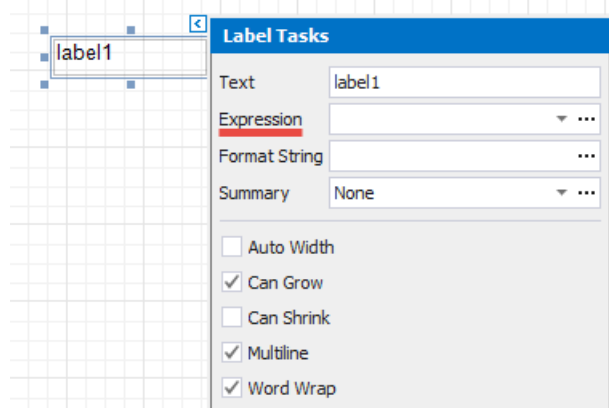 label1
Label Tasks
Text label1
Expression
Format String
Summary None
Auto Width
Can Grow
Can Shrink
Multiline
Word Wrap